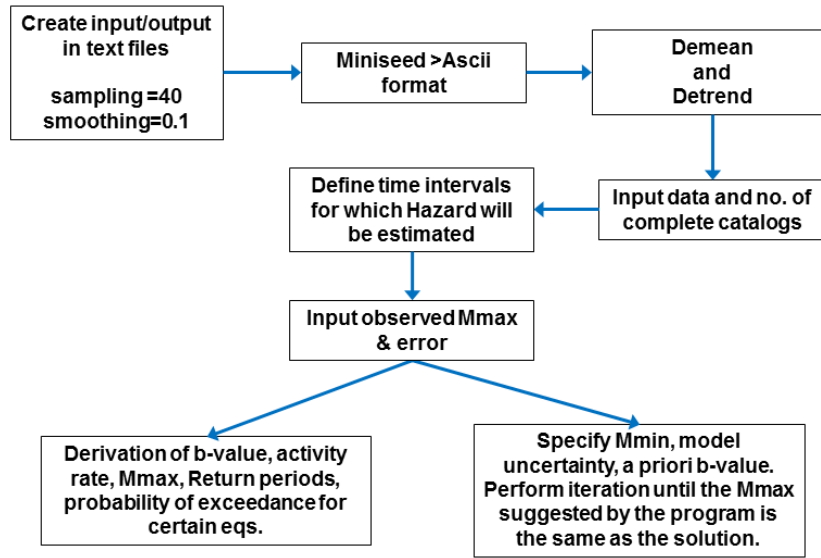 Create input/output
in text files
sampling =40
smoothing=0.1
Miniseed >Ascii
format
Demean
and
Detrend
Input data and no. of
complete catalogs
Define time intervals
for which Hazard will
be estimated
Input observed Mmax
& error
Derivation of b-value, activity
rate, Mmax, Return periods,
probability of exceedance for
certain eqs.
Specify Mmin, model
uncertainty, a priori b-value.
Perform iteration until the Mmax
suggested by the program is
the same as the solution.